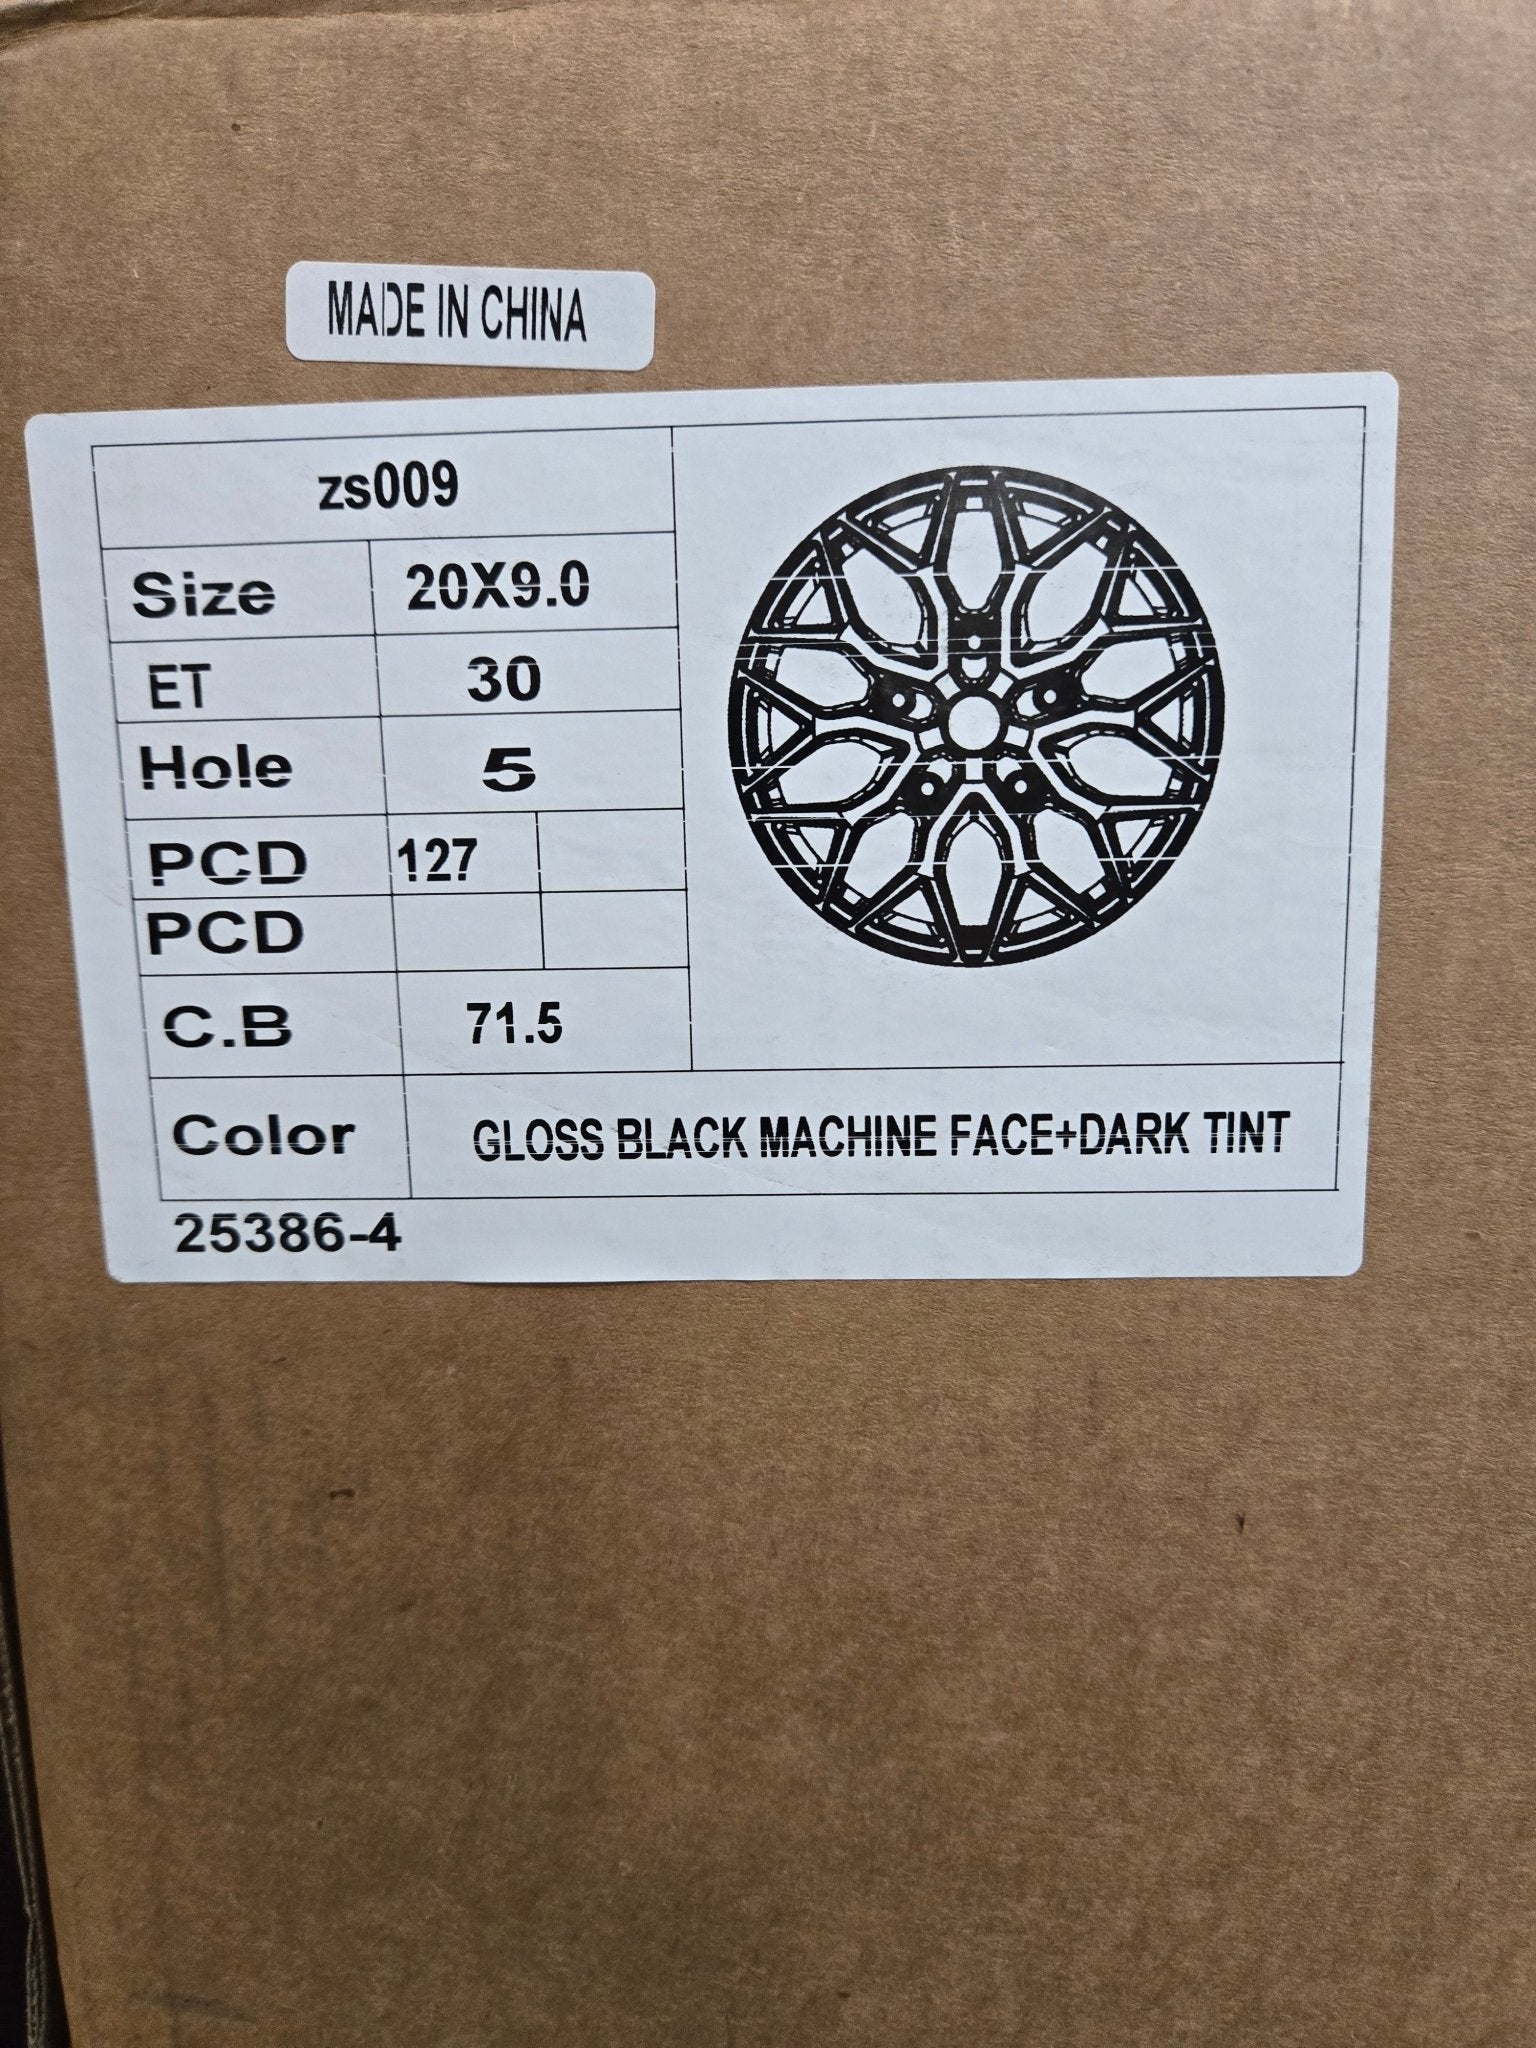 MADE IN CHINA
zs009
Size 20X9.0
ET 30
Hole 5
PCD 127
PCD
C.B 71.5
Color GLOSS BLACK MACHINE FACE+DARK TINT
25386-4